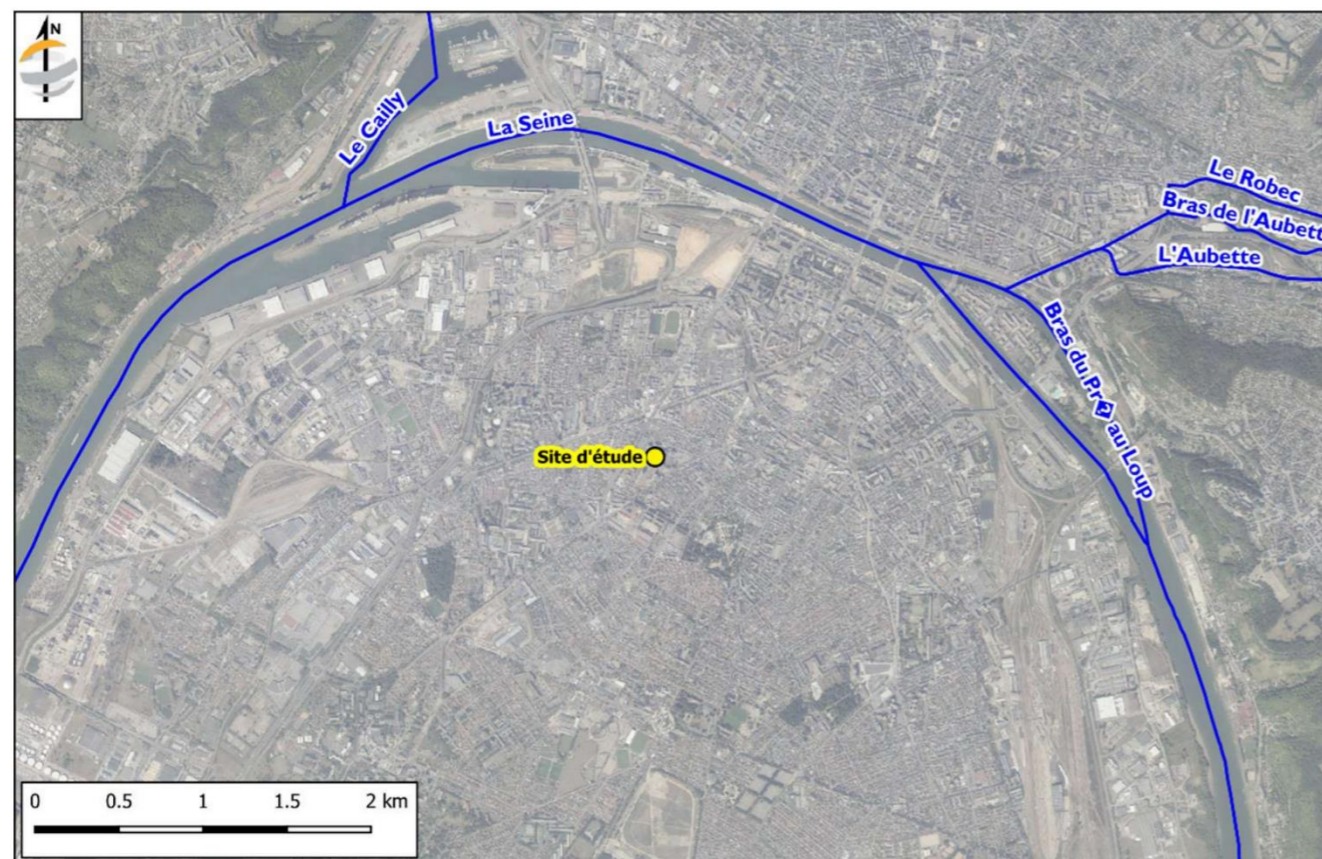 N
Le Cailly
La Seine
Le Robec
Bras de l'Aubett
L'Aubette
Bras du Pr� au Loup
Site d'étude
0 0.5 1 1.5 2 km